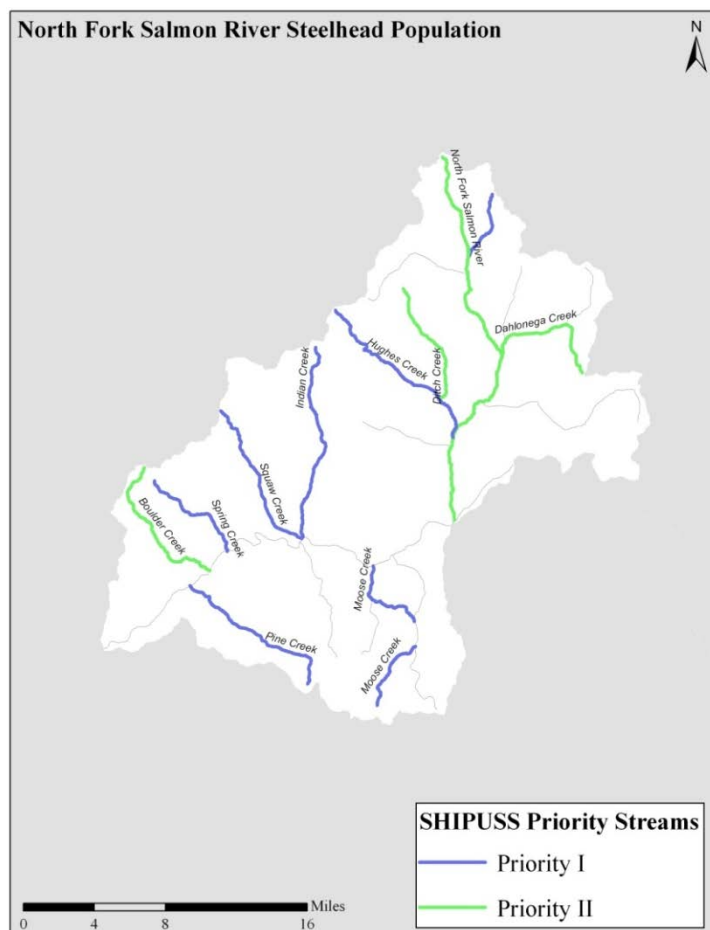 North Fork Salmon River Steelhead Population
N
North Fork Salmon River
Dahlonega Creek
Hughes Creek
Ditch Creek
Indian Creek
Squaw Creek
Spring Creek
Boulder Creek
Moose Creek
Pine Creek
Moose Creek
SHIPUSS Priority Streams
Priority I
Priority II
Miles
0 4 8 16